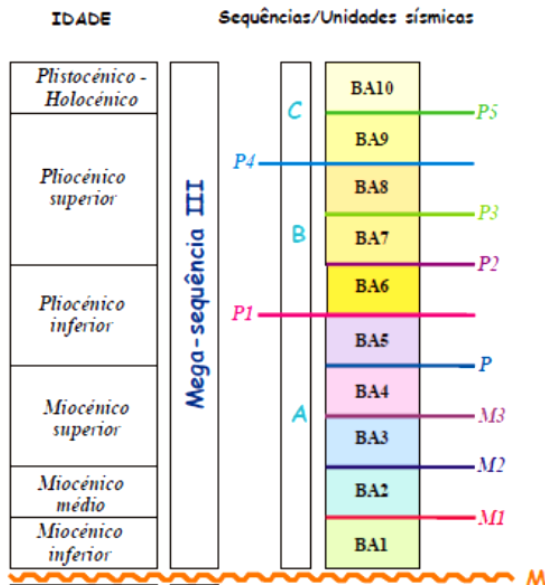 IDADE
Sequências/Unidades sísmicas
Plistocénico -
Holocénico
Pliocénico
superior
Pliocénico
inferior
Miocénico
superior
Miocénico
médio
Miocénico
inferior
Mega-sequência III
C
B
A
BA10
P5
BA9
P4
BA8
P3
BA7
P2
BA6
P1
BA5
P
BA4
M3
BA3
M2
BA2
M1
BA1
M